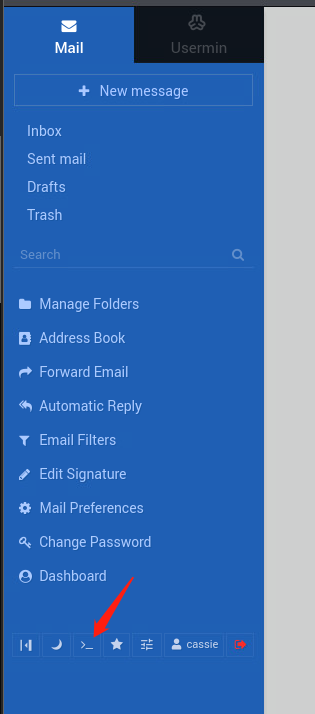 Mail
Usermin
New message
Inbox
Sent mail
Drafts
Trash
Search
Manage Folders
Address Book
Forward Email
Automatic Reply
Email Filters
Edit Signature
Mail Preferences
Change Password
Dashboard
cassie